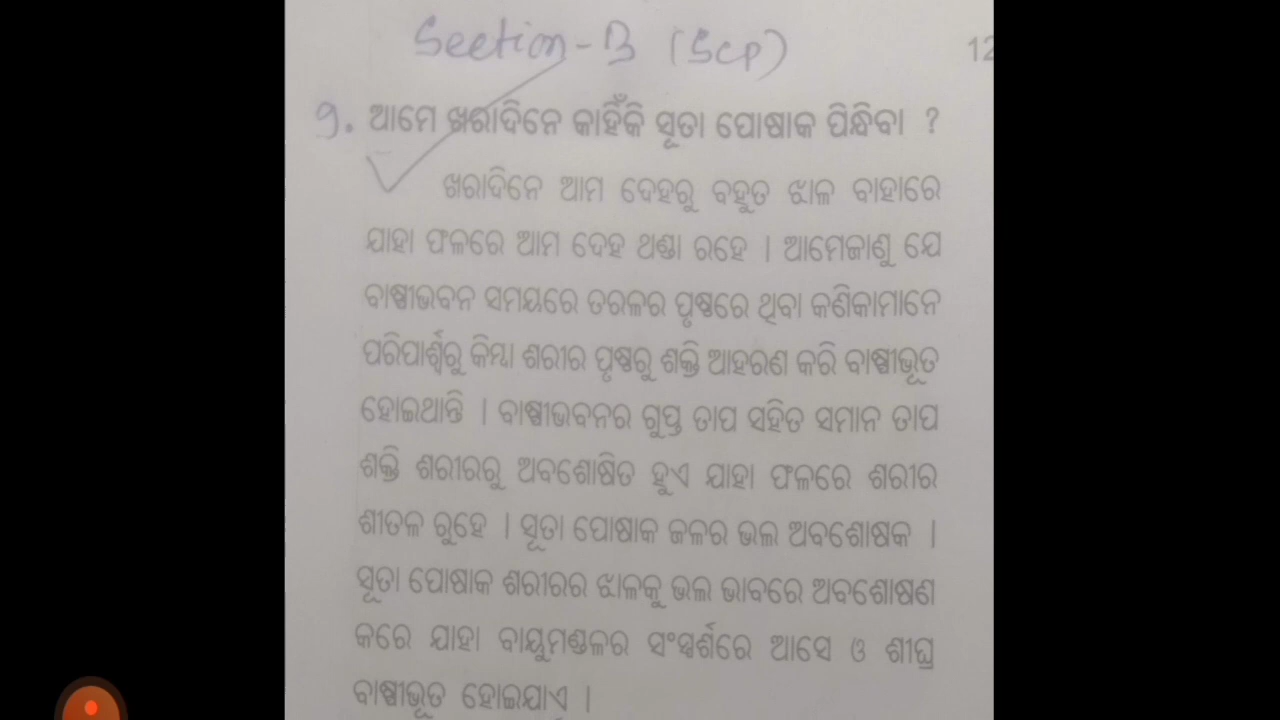 Section-B (SCP)
12
9. ଆମେ ଖରାଦିନେ କାହିଁକି ସୂତା ପୋଷାକ ପିନ୍ଧିବା ?
ଖରାଦିନେ ଆମ ଦେହରୁ ବହୁତ ଝାଳ ବାହାରେ
ଯାହା ଫଳରେ ଆମ ଦେହ ଥଣ୍ଡା ରହେ । ଆମେଜାଣୁ ଯେ
ବାଷ୍ପୀଭବନ ସମୟରେ ତରଳର ପୃଷ୍ଠରେ ଥିବା କଣିକାମାନେ
ପରିପାର୍ଶ୍ୱରୁ କିମ୍ବା ଶରୀର ପୃଷ୍ଠରୁ ଶକ୍ତି ଆହରଣ କରି ବାଷ୍ପୀଭୂତ
ହୋଇଥାନ୍ତି । ବାଷ୍ପୀଭବନର ଗୁପ୍ତ ତାପ ସହିତ ସମାନ ତାପ
ଶକ୍ତି ଶରୀରରୁ ଅବଶୋଷିତ ହୁଏ ଯାହା ଫଳରେ ଶରୀର
ଶୀତଳ ରୁହେ । ସୂତା ପୋଷାକ ଜଳର ଭଲ ଅବଶୋଷକ ।
ସୂତା ପୋଷାକ ଶରୀରର ଝାଳକୁ ଭଲ ଭାବରେ ଅବଶୋଷଣ
କରେ ଯାହା ବାୟୁମଣ୍ଡଳର ସଂସ୍ପର୍ଶରେ ଆସେ ଓ ଶୀଘ୍ର
ବାଷ୍ପୀଭୂତ ହୋଇଯାଏ ।